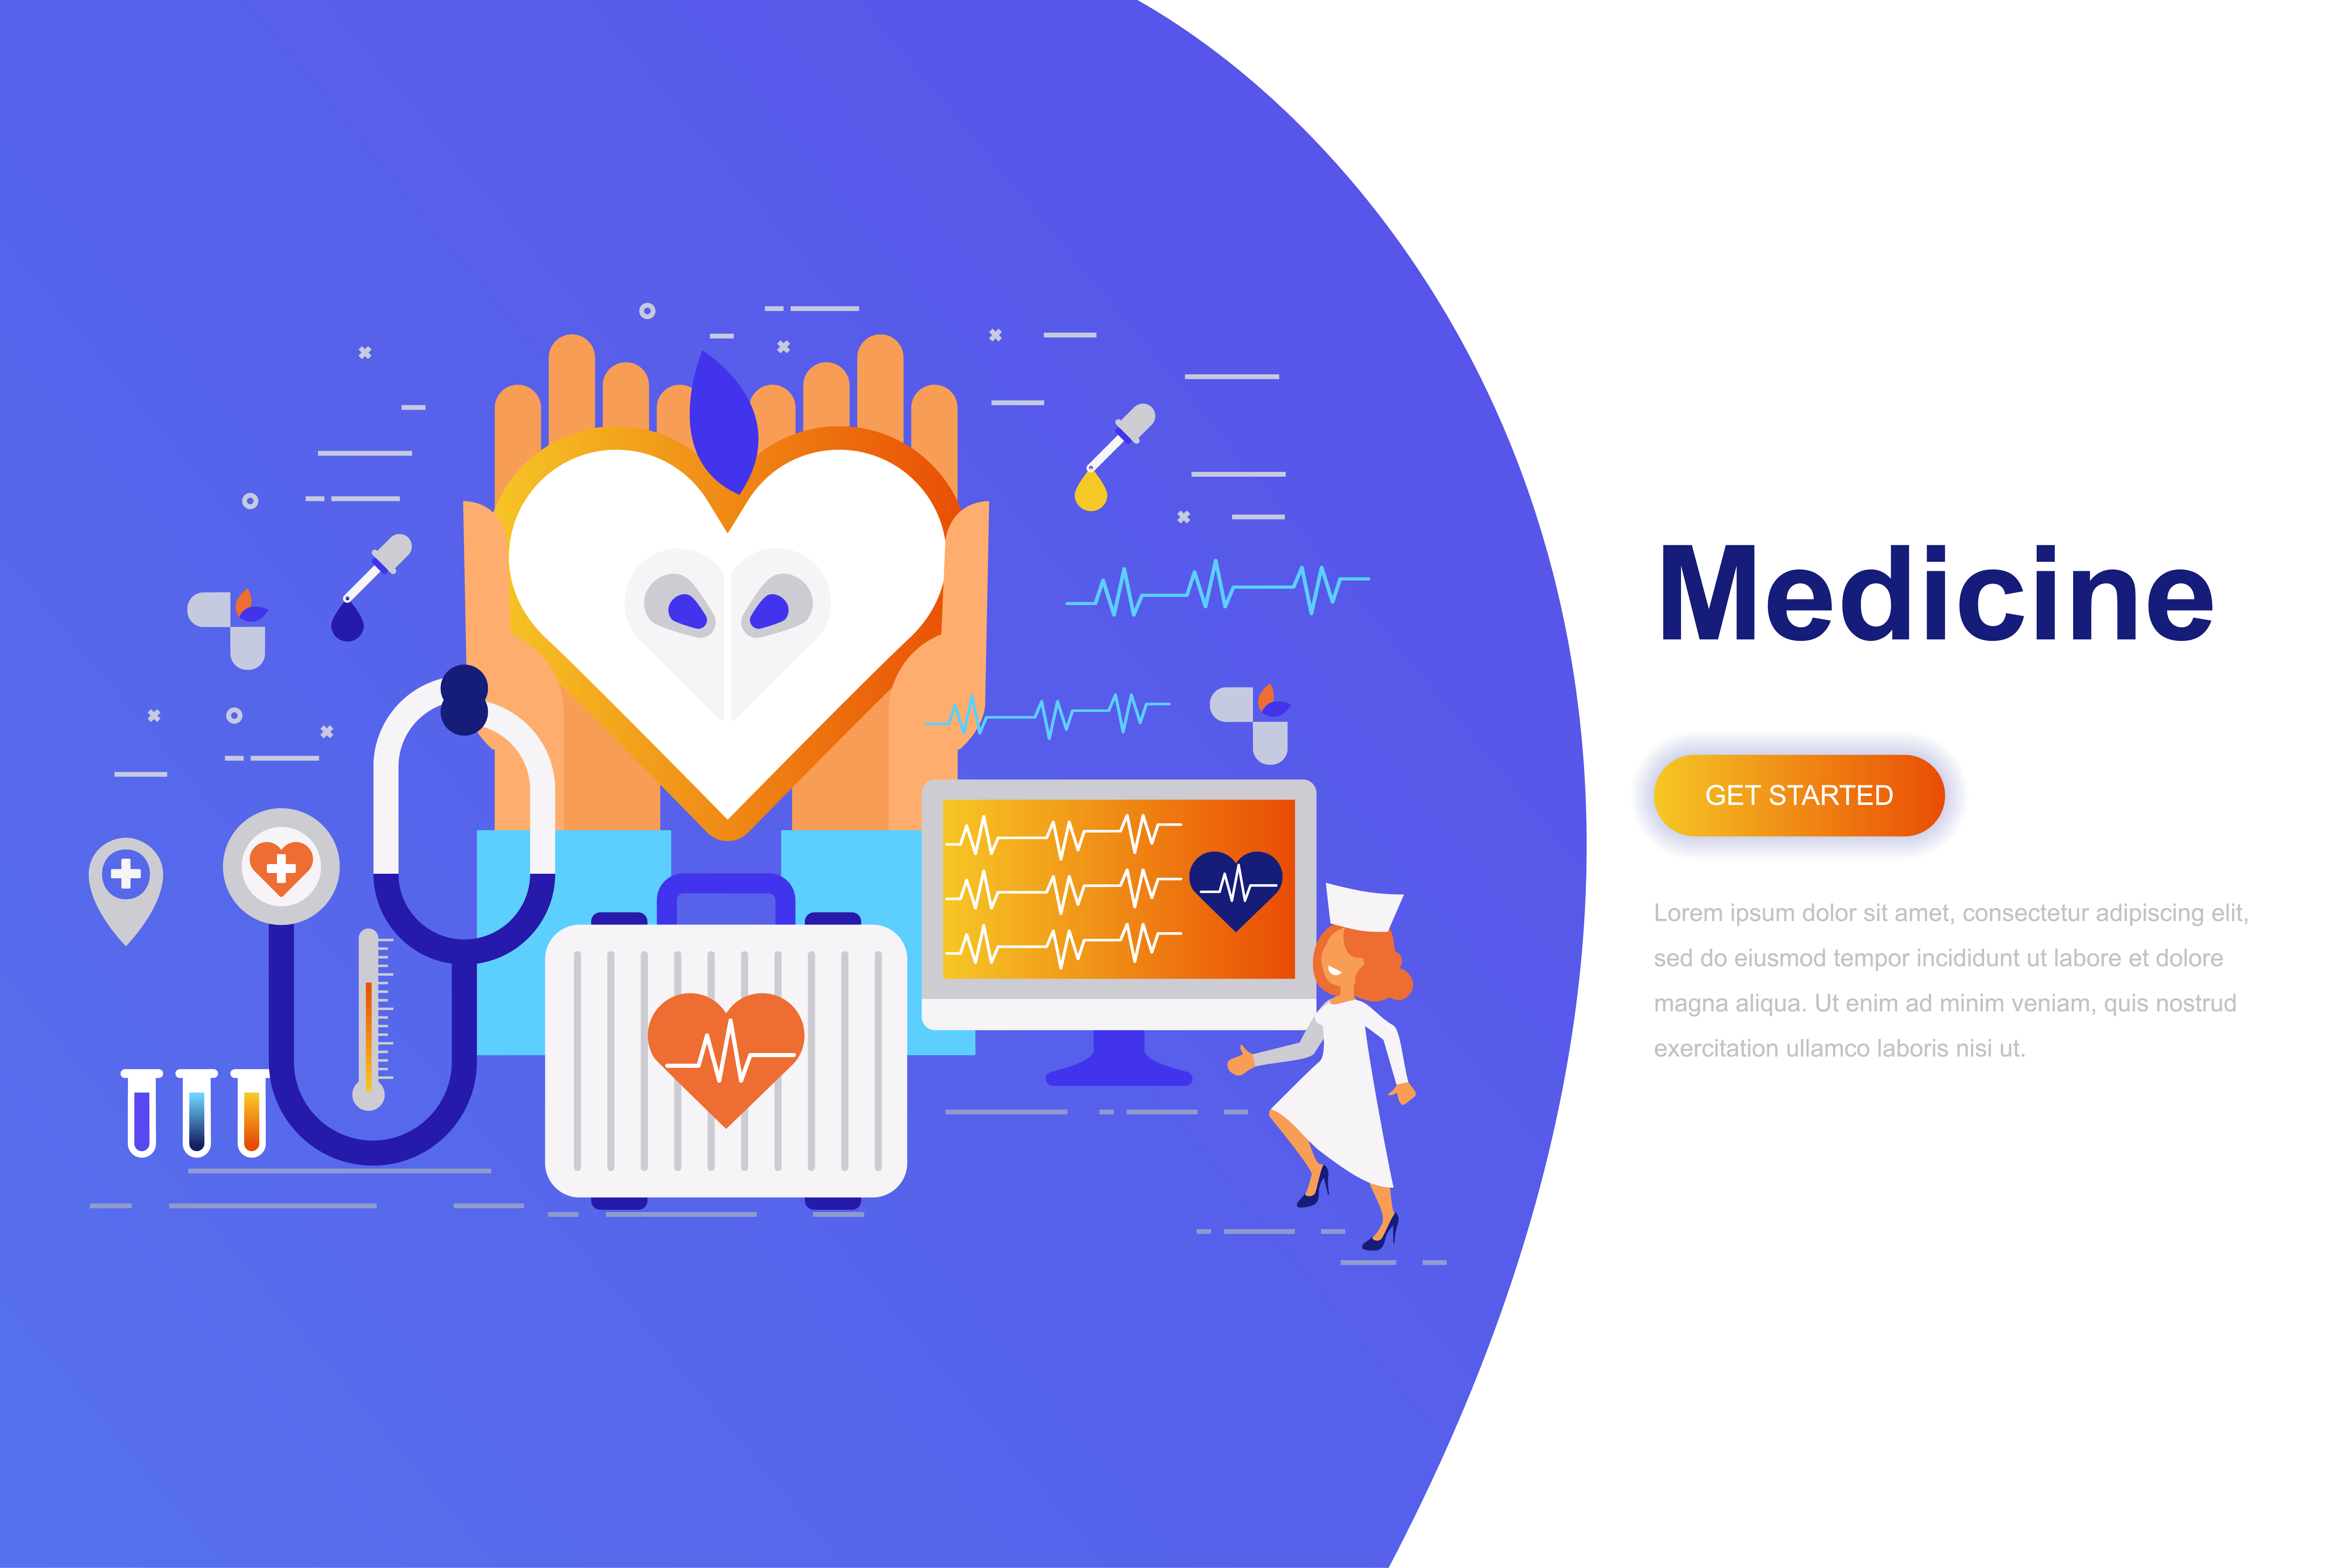 Medicine
GET STARTED
Lorem ipsum dolor sit amet, consectetur adipiscing elit,
sed do eiusmod tempor incididunt ut labore et dolore
magna aliqua. Ut enim ad minim veniam, quis nostrud
exercitation ullamco laboris nisi ut.